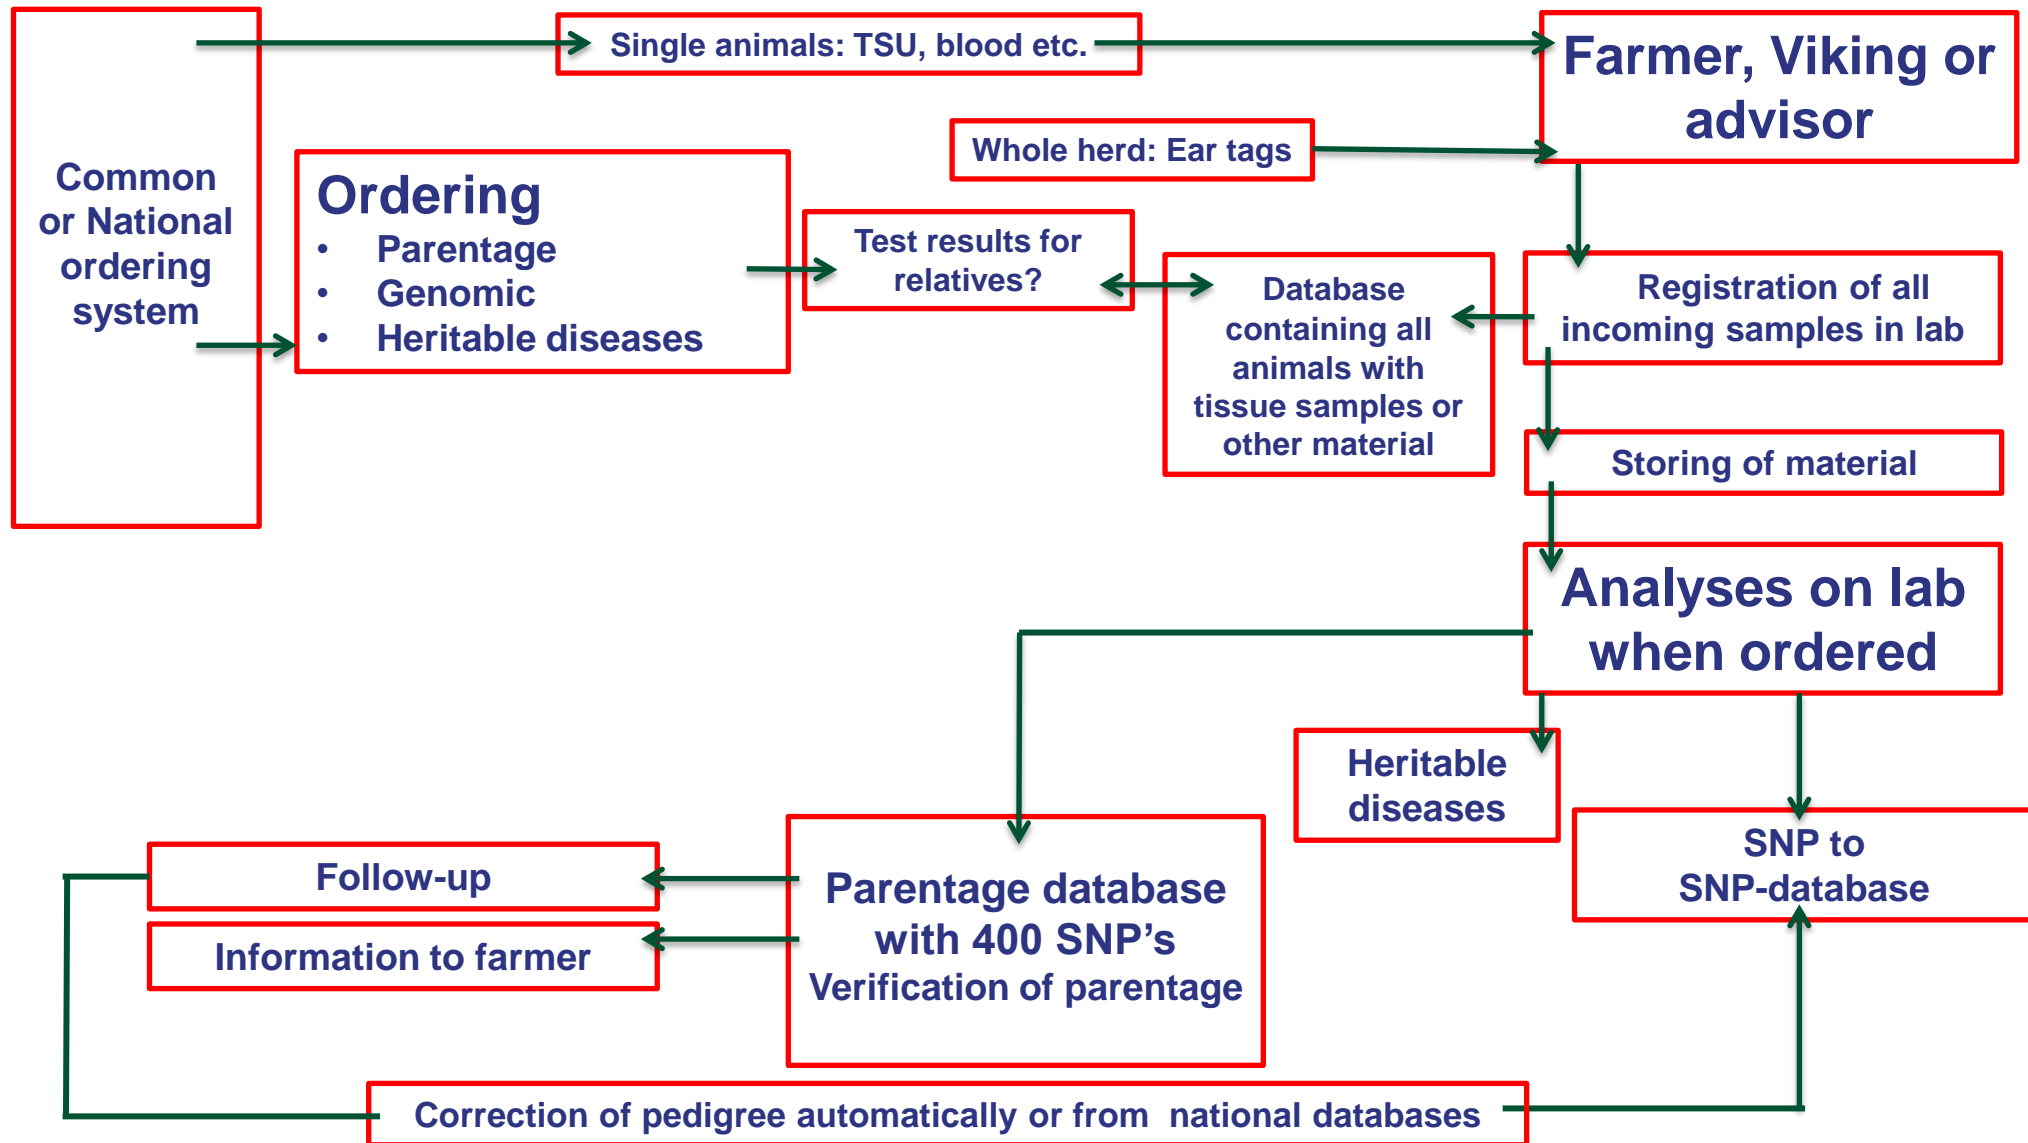 Single animals: TSU, blood etc.
Farmer, Viking or
advisor
Whole herd: Ear tags
Common
or National
ordering
system
Ordering
• Parentage
• Genomic
• Heritable diseases
Test results for
relatives?
Database
containing all
animals with
tissue samples or
other material
Registration of all
incoming samples in lab
Storing of material
Analyses on lab
when ordered
Heritable
diseases
SNP to
SNP-database
Parentage database
with 400 SNP’s
Verification of parentage
Follow-up
Information to farmer
Correction of pedigree automatically or from national databases